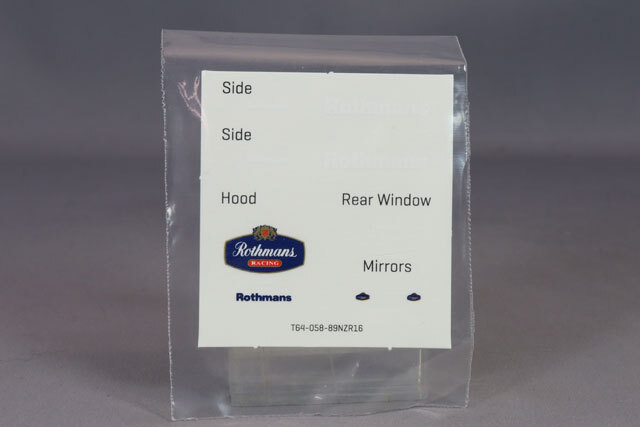 Side
Rothmans
Side
Rothmans
Hood
Rear Window
Rothmans
RACING
Mirrors
Rothmans
T64-058-89NZR16